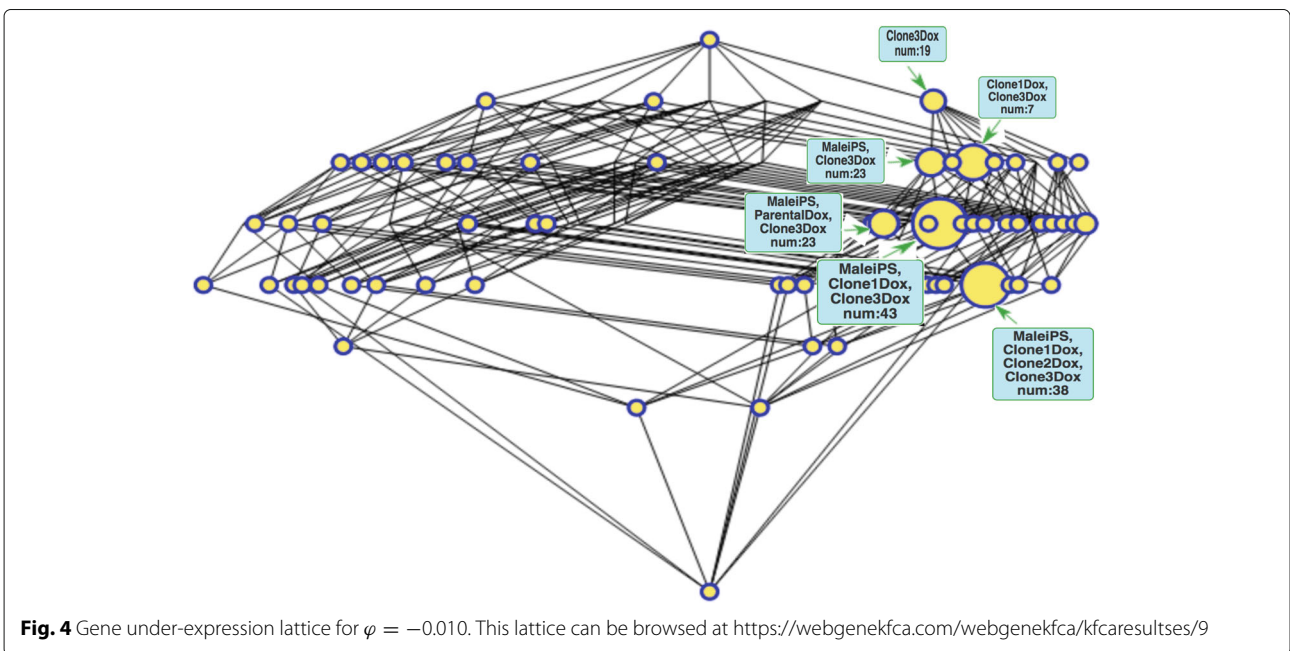 Clone3Dox
num:19
Clone1Dox,
Clone3Dox
num:7
MaleiPS,
Clone3Dox
num:23
MaleiPS,
ParentalDox,
Clone3Dox
num:23
MaleiPS,
Clone1Dox,
Clone3Dox
num:43
MaleiPS,
Clone1Dox,
Clone2Dox,
Clone3Dox
num:38
Fig. 4 Gene under-expression lattice for φ = −0.010. This lattice can be browsed at https://webgenekfca.com/webgenekfca/kfcaresultses/9